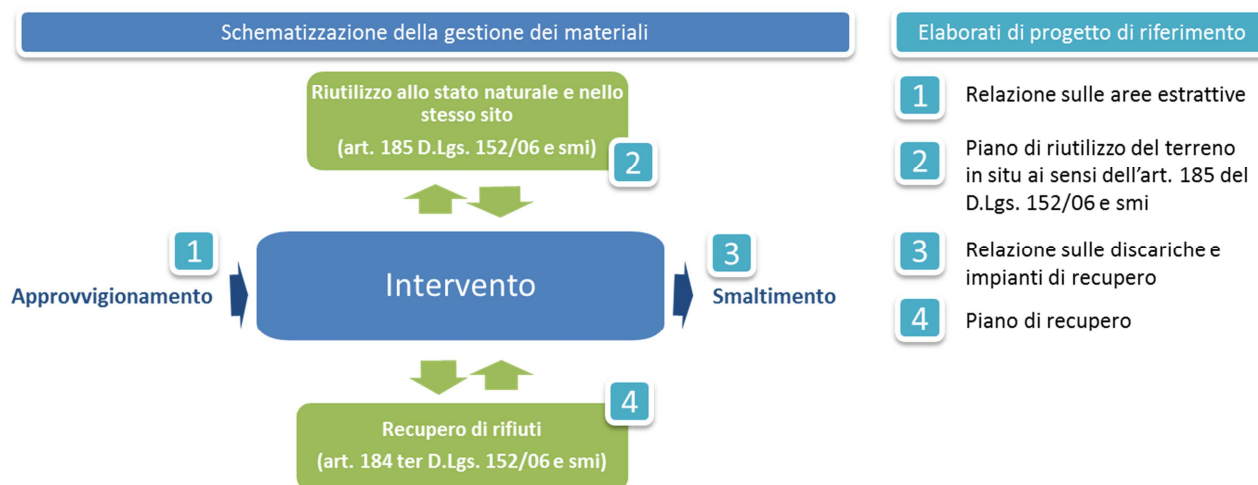 Schematizzazione della gestione dei materiali
Riutilizzo allo stato naturale e nello
stesso sito
(art. 185 D.Lgs. 152/06 e smi)
2
1
Approvvigionamento
Intervento
3
Smaltimento
4
Recupero di rifiuti
(art. 184 ter D.Lgs. 152/06 e smi)
Elaborati di progetto di riferimento
1
Relazione sulle aree estrattive
2
Piano di riutilizzo del terreno
in situ ai sensi dell'art. 185 del
D.Lgs. 152/06 e smi
3
Relazione sulle discariche e
impianti di recupero
4
Piano di recupero